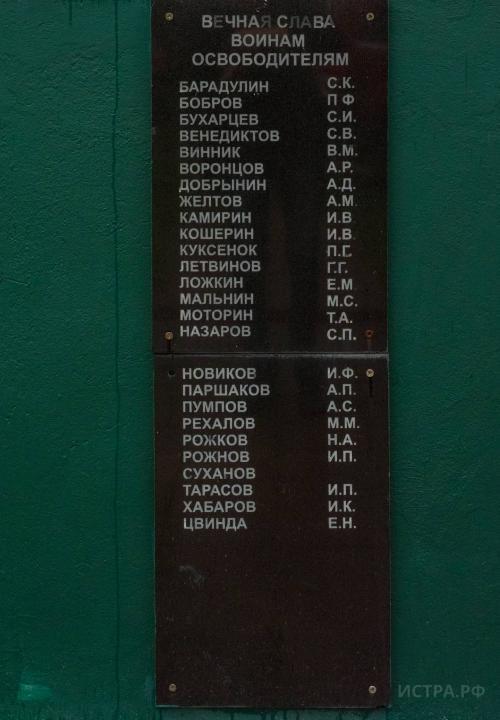 ВЕЧНАЯ СЛАВА
ВОИНАМ
ОСВОБОДИТЕЛЯМ
БАРАДУЛИН С.К.
БОБРОВ П Ф
БУХАРЦЕВ С.И.
ВЕНЕДИКТОВ С.В.
ВИННИК В.М.
ВОРОНЦОВ А.Р.
ДОБРЫНИН А.Д.
ЖЕЛТОВ А.М
КАМИРИН И.В
КОШЕРИН И.В
КУКСЕНОК П.Г.
ЛЕТВИНОВ Г.Г.
ЛОЖКИН Е.М
МАЛЬНИН М.С.
МОТОРИН Т.А.
НАЗАРОВ С.П.
НОВИКОВ И.Ф.
ПАРШАКОВ А.П.
ПУМПОВ А.С.
РЕХАЛОВ М.М.
РОЖКОВ Н.А.
РОЖНОВ И.П.
СУХАНОВ
ТАРАСОВ И.П.
ХАБАРОВ И.К.
ЦВИНДА Е.Н.
ИСТРА.РФ